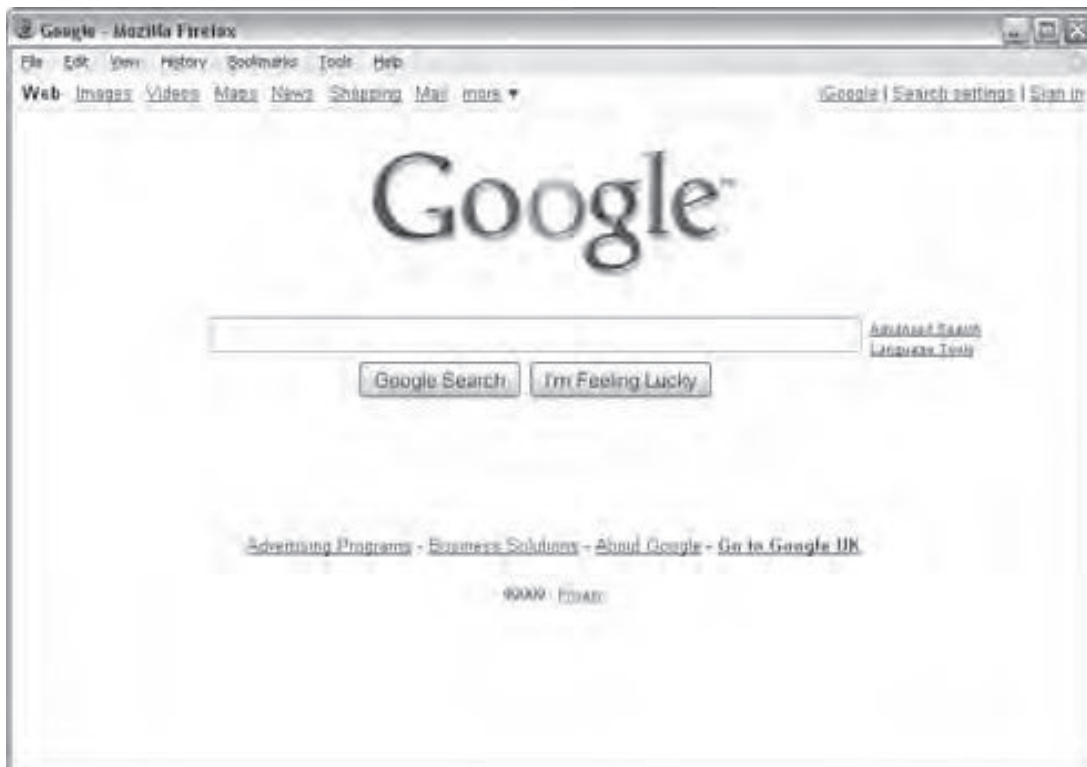 Google - Mozilla Firefox
File Edit View History Bookmarks Tools Help
Web Images Videos Maps News Shopping Mail more ▼ iGoogle | Search settings | Sign in
Google™
Advanced Search
Language Tools
Google Search I'm Feeling Lucky
Advertising Programs - Business Solutions - About Google - Go to Google UK
©2009 - Privacy